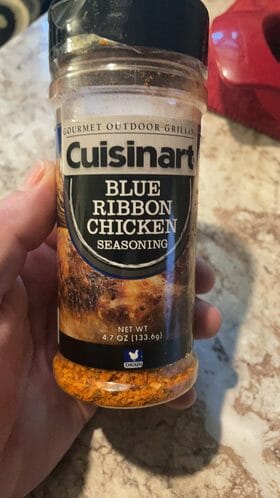 GOURMET OUTDOOR GRILLING
Cuisinart
BLUE
RIBBON
CHICKEN
SEASONING
NET WT
4.7 OZ (133.6g)
CHICKEN